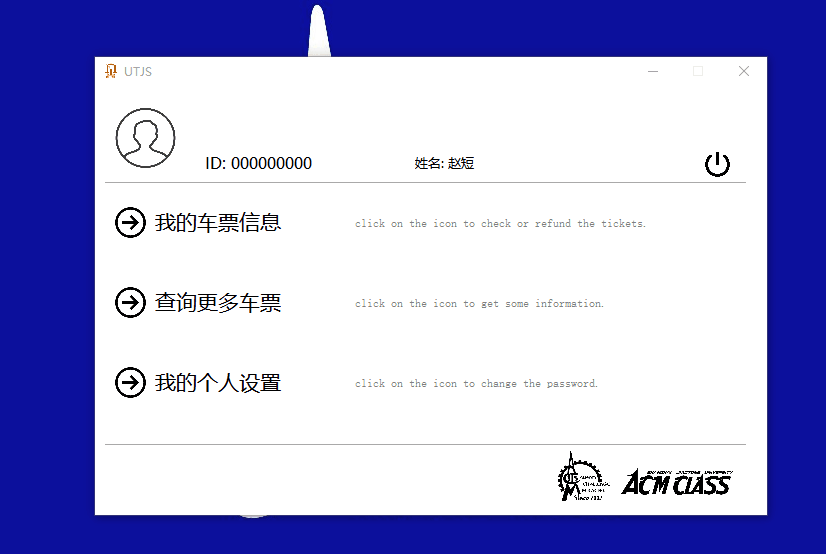 UTJS
ID: 000000000 姓名: 赵短
我的车票信息 click on the icon to check or refund the tickets.
查询更多车票 click on the icon to get some information.
我的个人设置 click on the icon to change the password.
ACM CLASS